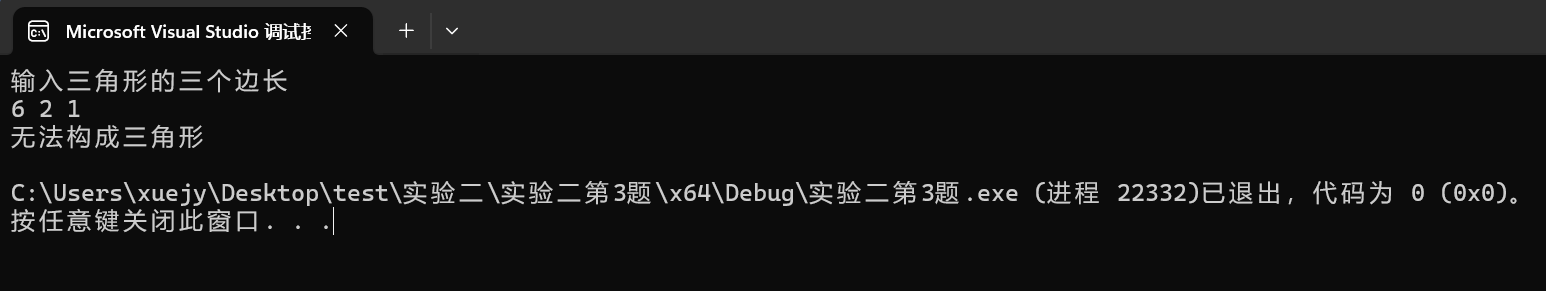 Microsoft Visual Studio 调试
输入三角形的三个边长
6 2 1
无法构成三角形
C:\Users\xuejy\Desktop\test\实验二\实验二第3题\x64\Debug\实验二第3题.exe (进程 22332)已退出，代码为 0 (0x0)。
按任意键关闭此窗口. . .